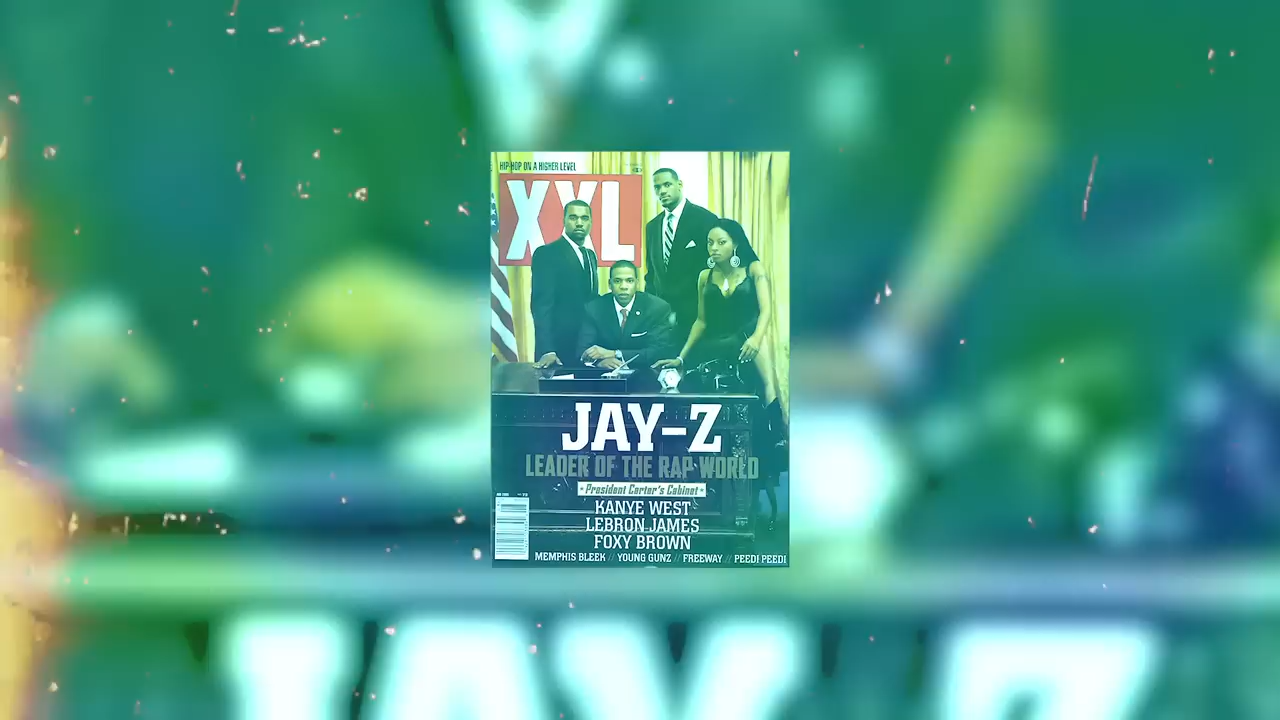 HIP-HOP ON A HIGHER LEVEL
XXL
JAY-Z
LEADER OF THE RAP WORLD
• President Carter's Cabinet •
KANYE WEST
LEBRON JAMES
FOXY BROWN
MEMPHIS BLEEK // YOUNG GUNZ // FREEWAY // PEEDI PEEDI
JAY-Z